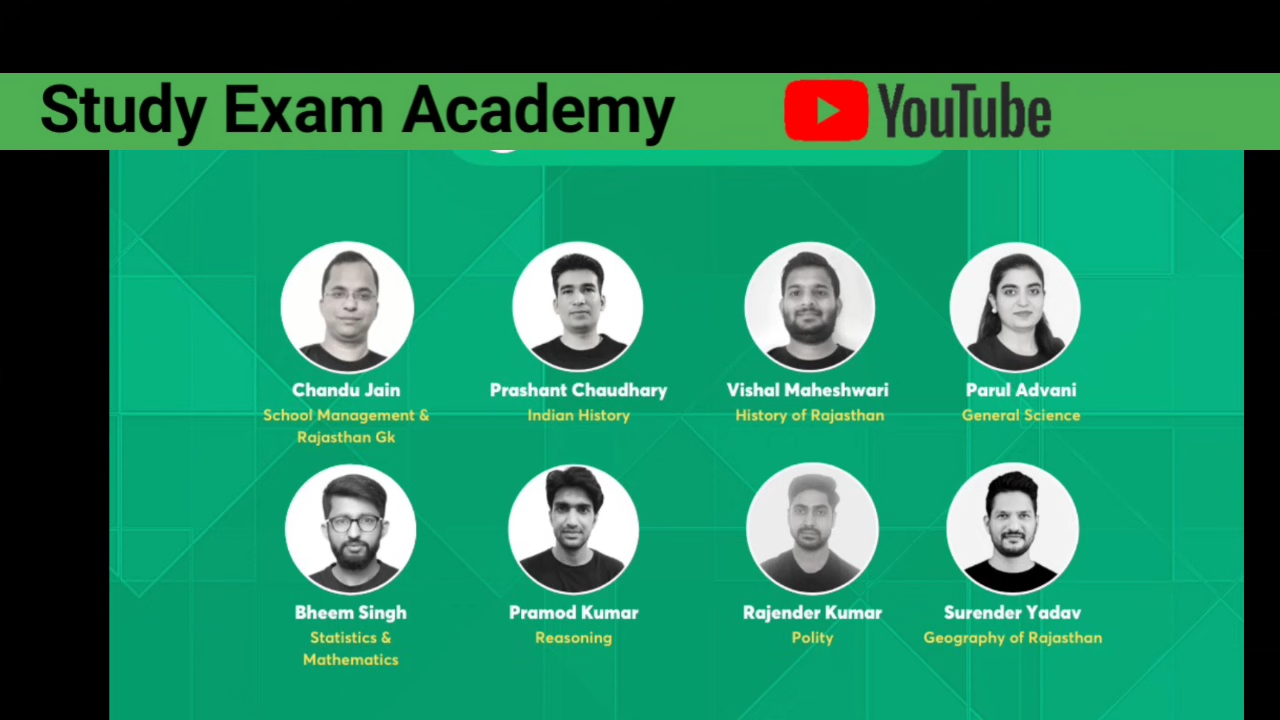 Study Exam Academy
YouTube
Chandu Jain
School Management &
Rajasthan Gk
Prashant Chaudhary
Indian History
Vishal Maheshwari
History of Rajasthan
Parul Advani
General Science
Bheem Singh
Statistics &
Mathematics
Pramod Kumar
Reasoning
Rajender Kumar
Polity
Surender Yadav
Geography of Rajasthan